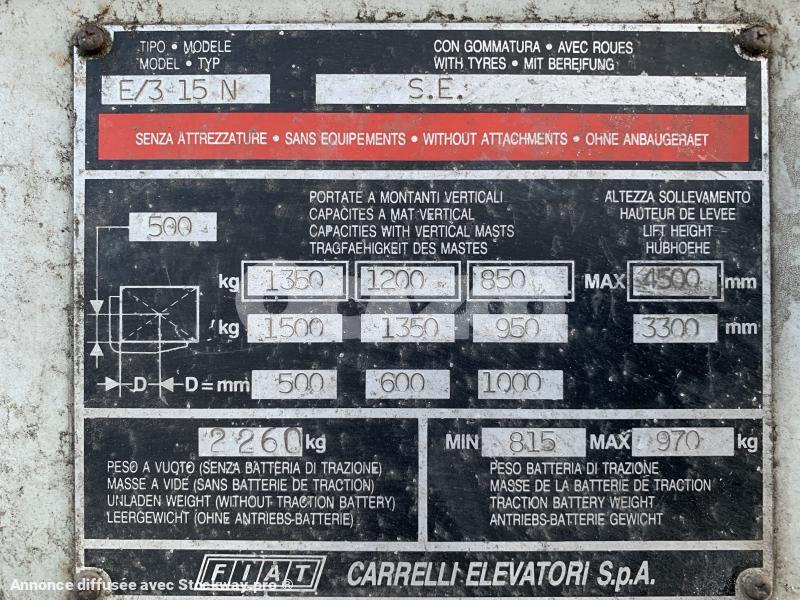 TIPO • MODELE
MODEL • TYP
CON GOMMATURA • AVEC ROUES
WITH TYRES • MIT BEREIFUNG
E/3 15 N
S.E.
SENZA ATTREZZATURE • SANS EQUIPEMENTS • WITHOUT ATTACHMENTS • OHNE ANBAUGERAET
500
PORTATE A MONTANTI VERTICALI
CAPACITES A MAT VERTICAL
CAPACITIES WITH VERTICAL MASTS
TRAGFAEHIGKEIT DES MASTES
ALTEZZA SOLLEVAMENTO
HAUTEUR DE LEVEE
LIFT HEIGHT
HUBHOEHE
kg 1350 1200 850 MAX 4500 mm
kg 1500 1350 950 3300 mm
D D = mm 500 600 1000
2260 kg
PESO A VUOTO (SENZA BATTERIA DI TRAZIONE)
MASSE A VIDE (SANS BATTERIE DE TRACTION)
UNLADEN WEIGHT (WITHOUT TRACTION BATTERY)
LEERGEWICHT (OHNE ANTRIEBS-BATTERIE)
MIN 815 MAX 970 kg
PESO BATTERIA DI TRAZIONE
MASSE DE LA BATTERIE DE TRACTION
TRACTION BATTERY WEIGHT
ANTRIEBS-BATTERIE GEWICHT
FIAT CARRELLI ELEVATORI S.p.A.
Annonce diffusée avec Stockway.pro ®